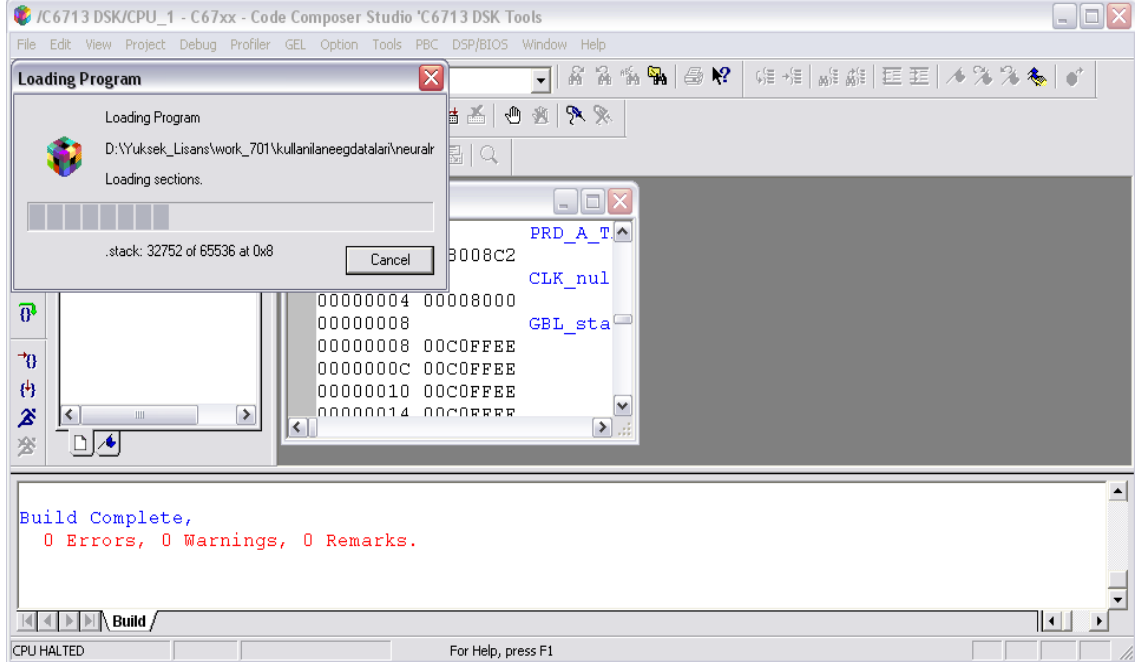 /C6713 DSK/CPU_1 - C67xx - Code Composer Studio 'C6713 DSK Tools
File Edit View Project Debug Profiler GEL Option Tools PBC DSP/BIOS Window Help
Loading Program
Loading Program
D:\Yuksek_Lisans\work_701\kullanilaneegdatalari\neuralr
Loading sections.
.stack: 32752 of 65536 at 0x8
Cancel
PRD_A_T
B008C2
CLK_nul
00000004 00008000
00000008 GBL_sta
00000008 00C0FFEE
0000000C 00C0FFEE
00000010 00C0FFEE
00000014 00C0FFEE
Build Complete,
0 Errors, 0 Warnings, 0 Remarks.
Build
CPU HALTED
For Help, press F1